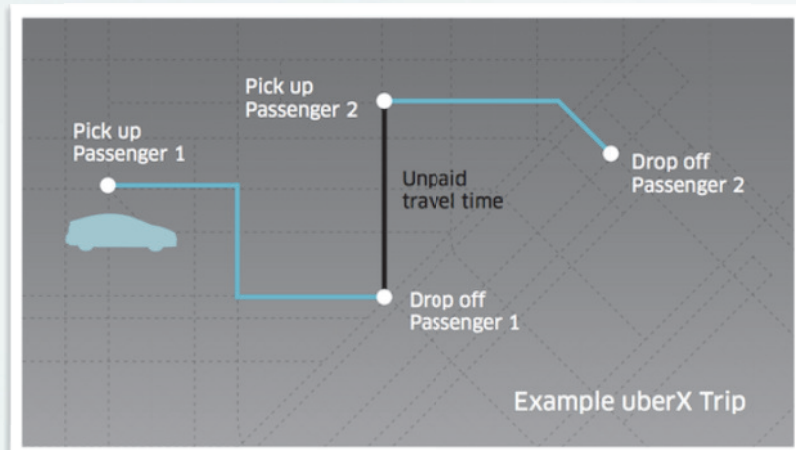 Pick up
Passenger 1
Pick up
Passenger 2
Unpaid
travel time
Drop off
Passenger 2
Drop off
Passenger 1
Example uberX Trip